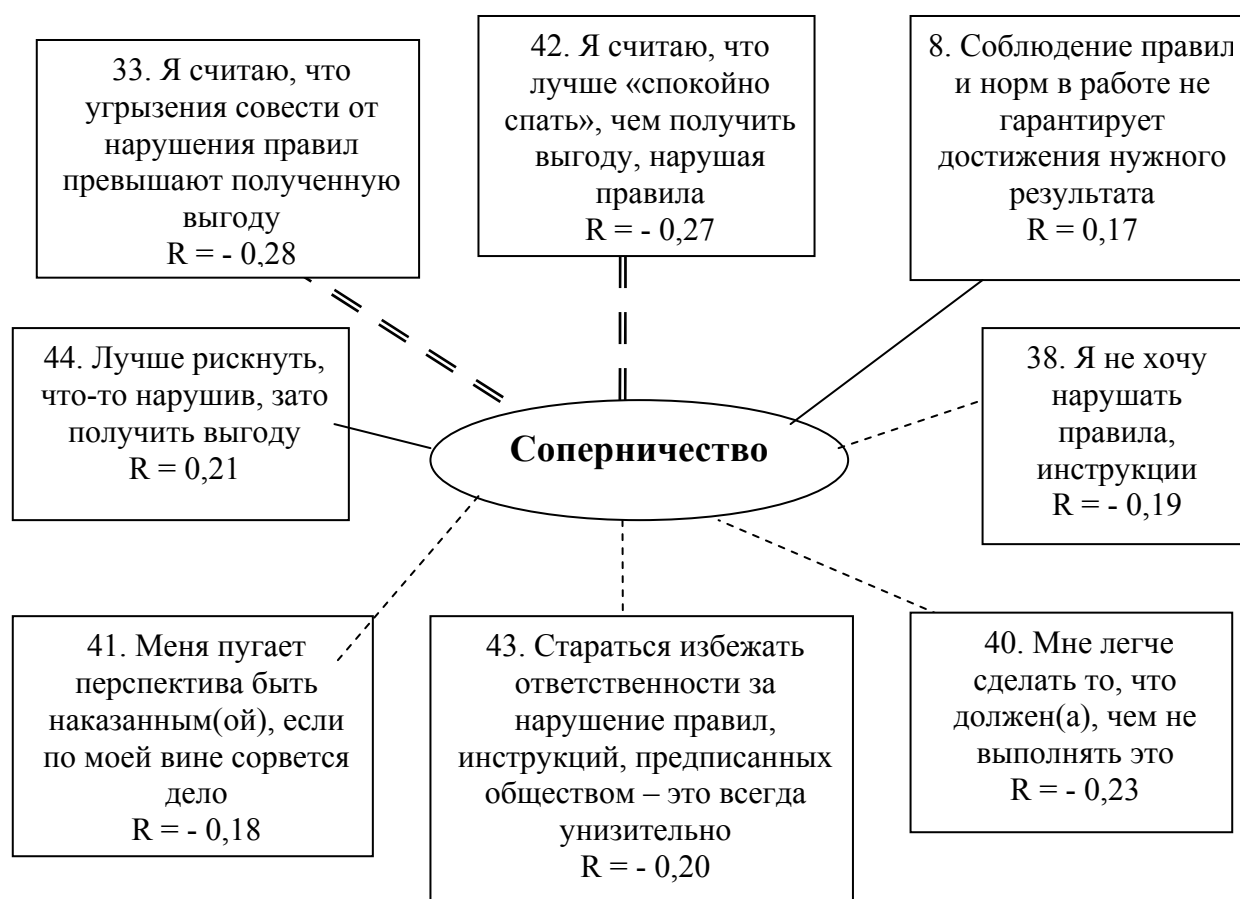 33. Я считаю, что
угрызения совести от
нарушения правил
превышают полученную
выгоду
R = - 0,28
42. Я считаю, что
лучше «спокойно
спать», чем получить
выгоду, нарушая
правила
R = - 0,27
8. Соблюдение правил
и норм в работе не
гарантирует
достижения нужного
результата
R = 0,17
44. Лучше рискнуть,
что-то нарушив, зато
получить выгоду
R = 0,21
Соперничество
38. Я не хочу
нарушать
правила,
инструкции
R = - 0,19
41. Меня пугает
перспектива быть
наказанным(ой), если
по моей вине сорвется
дело
R = - 0,18
43. Стараться избежать
ответственности за
нарушение правил,
инструкций, предписанных
обществом – это всегда
унизительно
R = - 0,20
40. Мне легче
сделать то, что
должен(а), чем не
выполнять это
R = - 0,23